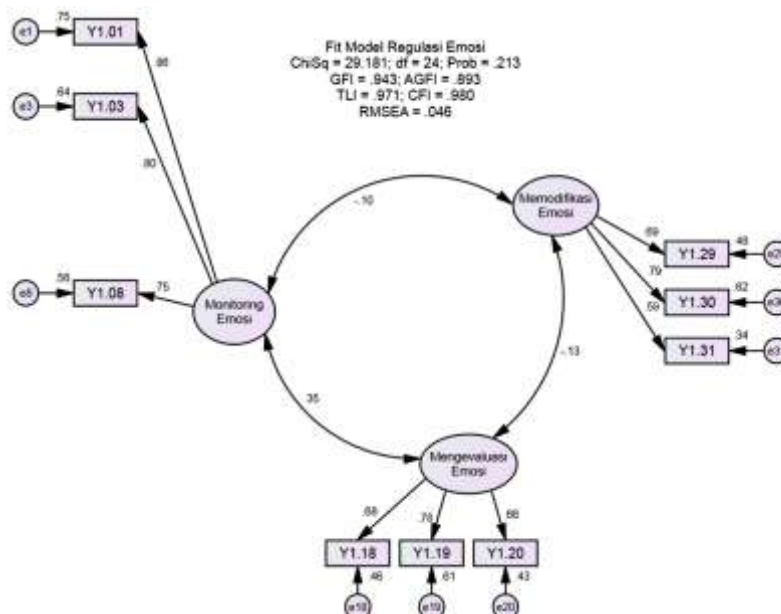 Fit Model Regulasi Emosi
ChiSq = 29.181; df = 24; Prob = .213
GFI = .943; AGFI = .893
TLI = .971; CFI = .980
RMSEA = .046
e1
.75
Y1.01
.86
e3
.64
Y1.03
.80
e5
.56
Y1.08
.75
Monitoring
Emosi
-.10
Memodifikasi
Emosi
.69
.79
.59
Y1.29
.48
Y1.30
.62
Y1.31
.34
-.13
.35
Mengevaluasi
Emosi
.68
.78
.66
Y1.18
Y1.19
Y1.20
.46
.61
.43
e18
e19
e20